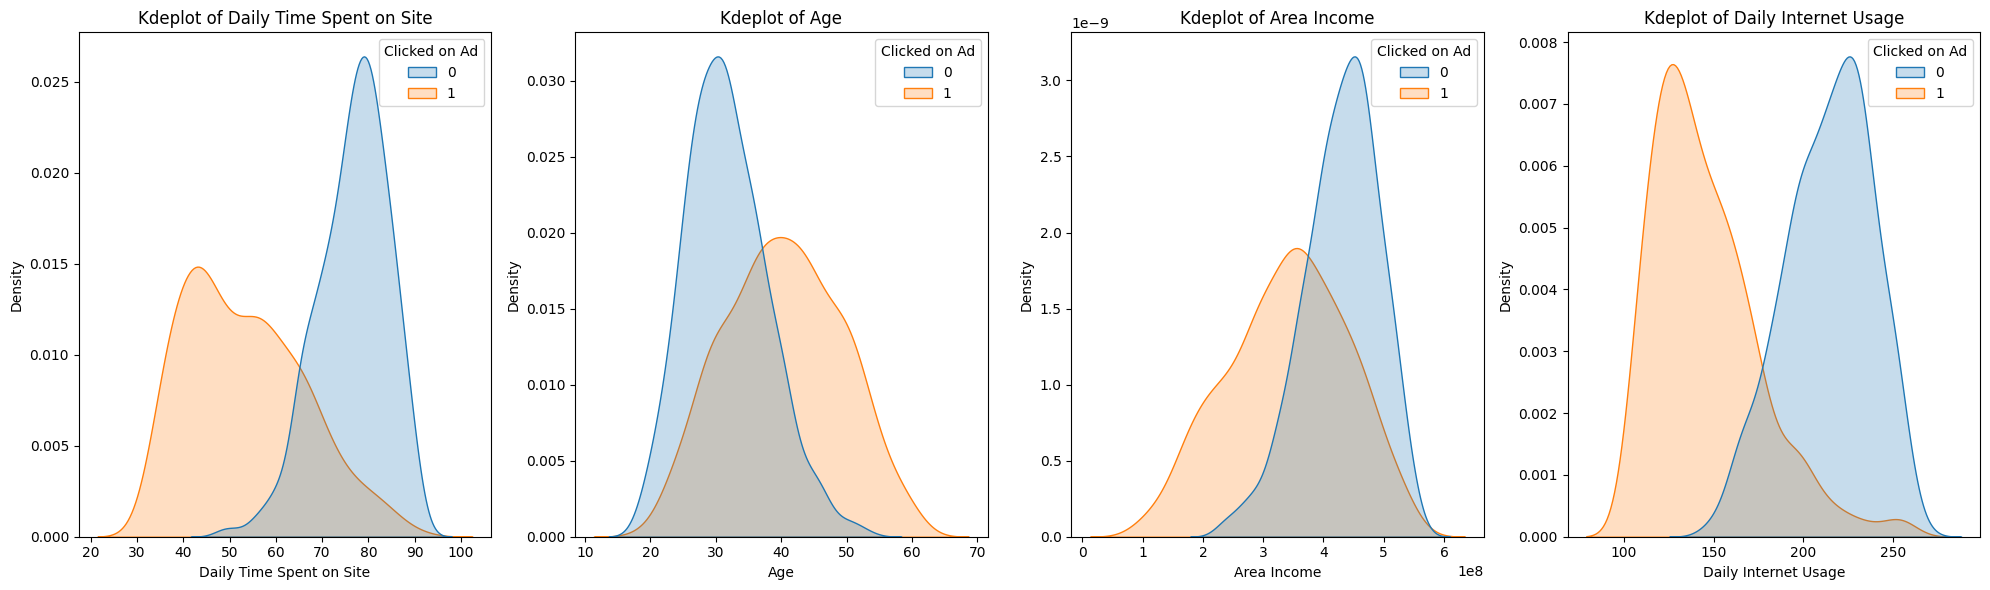 Kdeplot of Daily Time Spent on Site
Clicked on Ad
0
1
0.025
0.020
0.015
0.010
0.005
0.000
Density
20 30 40 50 60 70 80 90 100
Daily Time Spent on Site
Kdeplot of Age
Clicked on Ad
0
1
0.030
0.025
0.020
0.015
0.010
0.005
0.000
Density
10 20 30 40 50 60 70
Age
1e−9
Kdeplot of Area Income
Clicked on Ad
0
1
3.0
2.5
2.0
1.5
1.0
0.5
0.0
Density
0 1 2 3 4 5 6
1e8
Area Income
Kdeplot of Daily Internet Usage
Clicked on Ad
0
1
0.008
0.007
0.006
0.005
0.004
0.003
0.002
0.001
0.000
Density
100 150 200 250
Daily Internet Usage